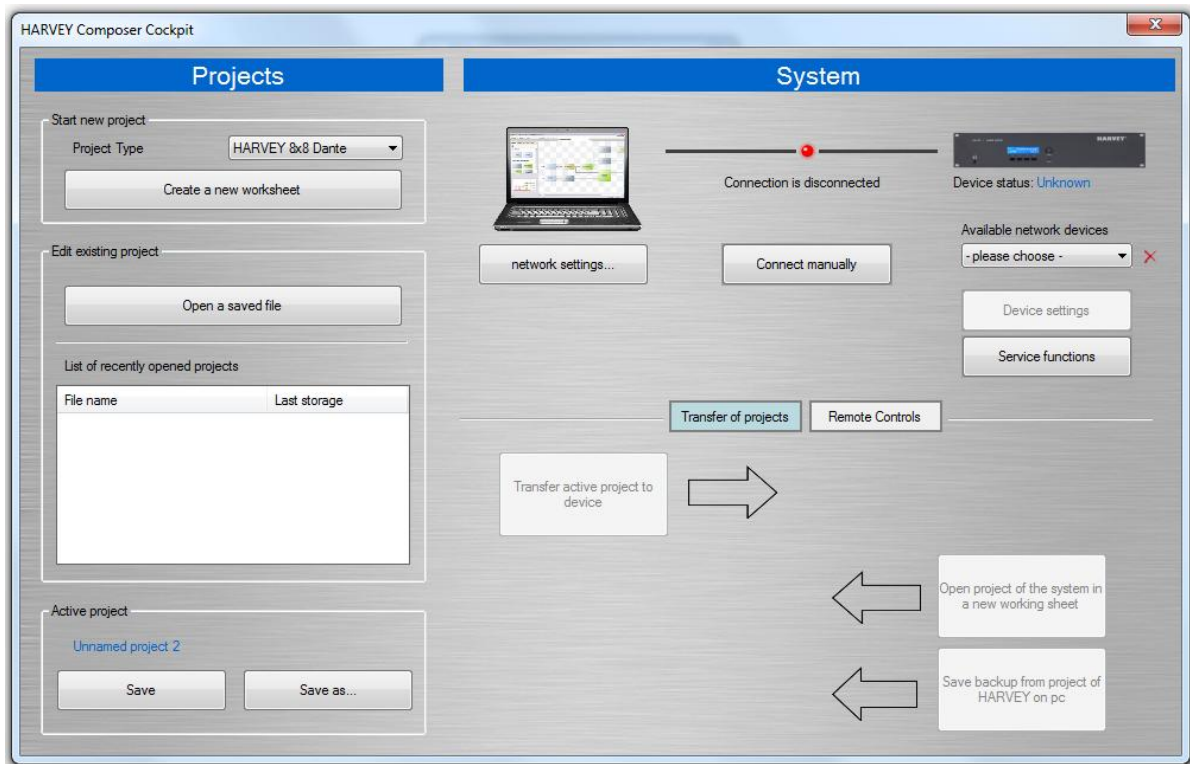 HARVEY Composer Cockpit
Projects
System
Start new project
Project Type
HARVEY 8x8 Dante
Create a new worksheet
Edit existing project
Open a saved file
List of recently opened projects
File name
Last storage
Active project
Unnamed project 2
Save
Save as...
HARVEY
Connection is disconnected
Device status: Unknown
Available network devices
- please choose -
network settings...
Connect manually
Device settings
Service functions
Transfer of projects
Remote Controls
Transfer active project to
device
Open project of the system in
a new working sheet
Save backup from project of
HARVEY on pc